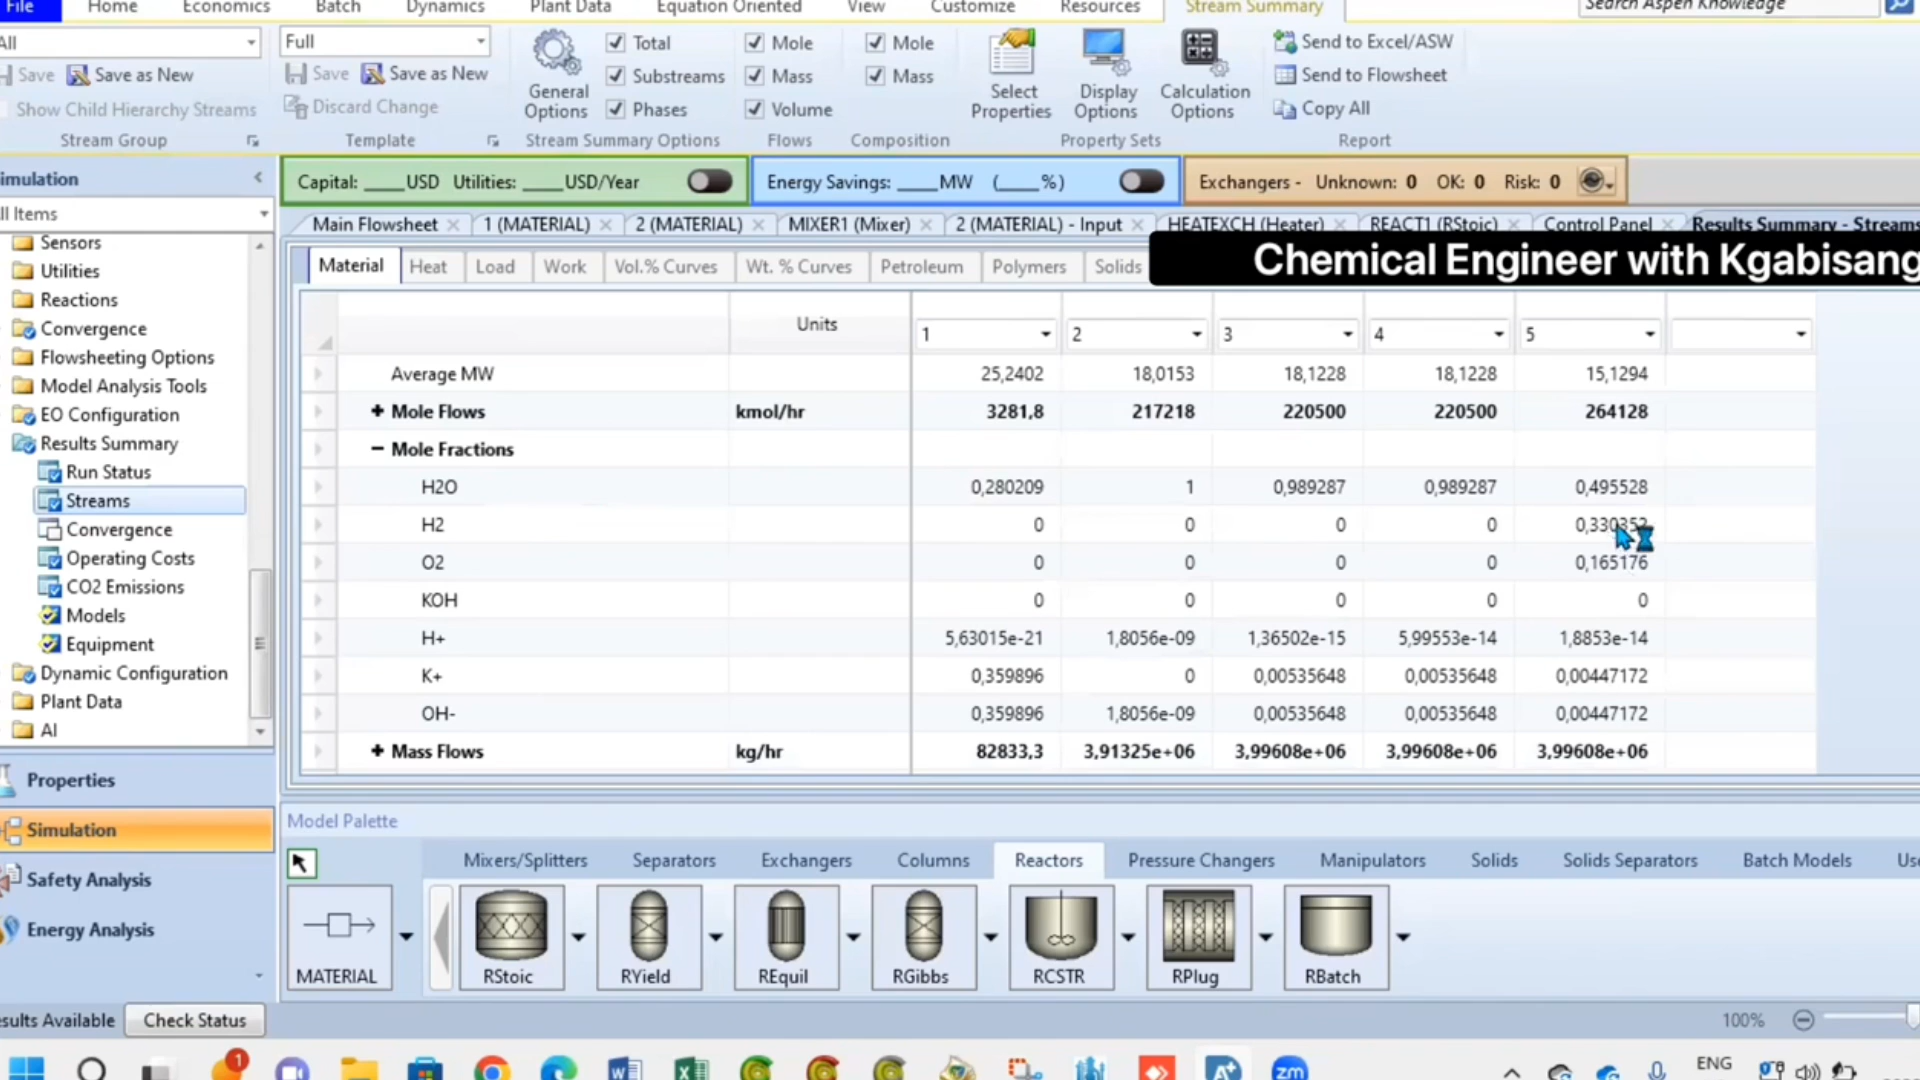 File Home Economics Batch Dynamics Plant Data Equation Oriented View Customize Resources Stream Summary Search Aspen Knowledge
All Full Total Mole Mole Send to Excel/ASW
Save Save as New Save Save as New Substreams Mass Mass Send to Flowsheet
Show Child Hierarchy Streams Discard Change General Options Phases Volume Select Properties Display Options Calculation Options Copy All
Stream Group Template Stream Summary Options Flows Composition Property Sets Report
Simulation Capital: ____USD Utilities: ____USD/Year Energy Savings: ____MW (____%) Exchangers - Unknown: 0 OK: 0 Risk: 0
All Items Main Flowsheet 1 (MATERIAL) 2 (MATERIAL) MIXER1 (Mixer) 2 (MATERIAL) - Input HEATEXCH (Heater) REACT1 (RStoic) Control Panel Results Summary - Streams
Chemical Engineer with Kgabisang
Material Heat Load Work Vol.% Curves Wt. % Curves Petroleum Polymers Solids
Sensors
Utilities
Reactions
Convergence
Flowsheeting Options
Model Analysis Tools
EO Configuration
Results Summary
Run Status
Streams
Convergence
Operating Costs
CO2 Emissions
Models
Equipment
Dynamic Configuration
Plant Data
AI
Properties
Simulation
Safety Analysis
Energy Analysis
Units 1 2 3 4 5
Average MW 25,2402 18,0153 18,1228 18,1228 15,1294
+ Mole Flows kmol/hr 3281,8 217218 220500 220500 264128
− Mole Fractions
H2O 0,280209 1 0,989287 0,989287 0,495528
H2 0 0 0 0
O2 0 0 0 0 0,165176
KOH 0 0 0 0 0
H+ 5,63015e-21 1,8056e-09 1,36502e-15 5,99553e-14 1,8853e-14
K+ 0,359896 0 0,00535648 0,00535648 0,00447172
OH- 0,359896 1,8056e-09 0,00535648 0,00535648 0,00447172
+ Mass Flows kg/hr 82833,3 3,91325e+06 3,99608e+06 3,99608e+06 3,99608e+06
Model Palette
Mixers/Splitters Separators Exchangers Columns Reactors Pressure Changers Manipulators Solids Solids Separators Batch Models
MATERIAL RStoic RYield REquil RGibbs RCSTR RPlug RBatch
Results Available Check Status 100%
1 zm ENG